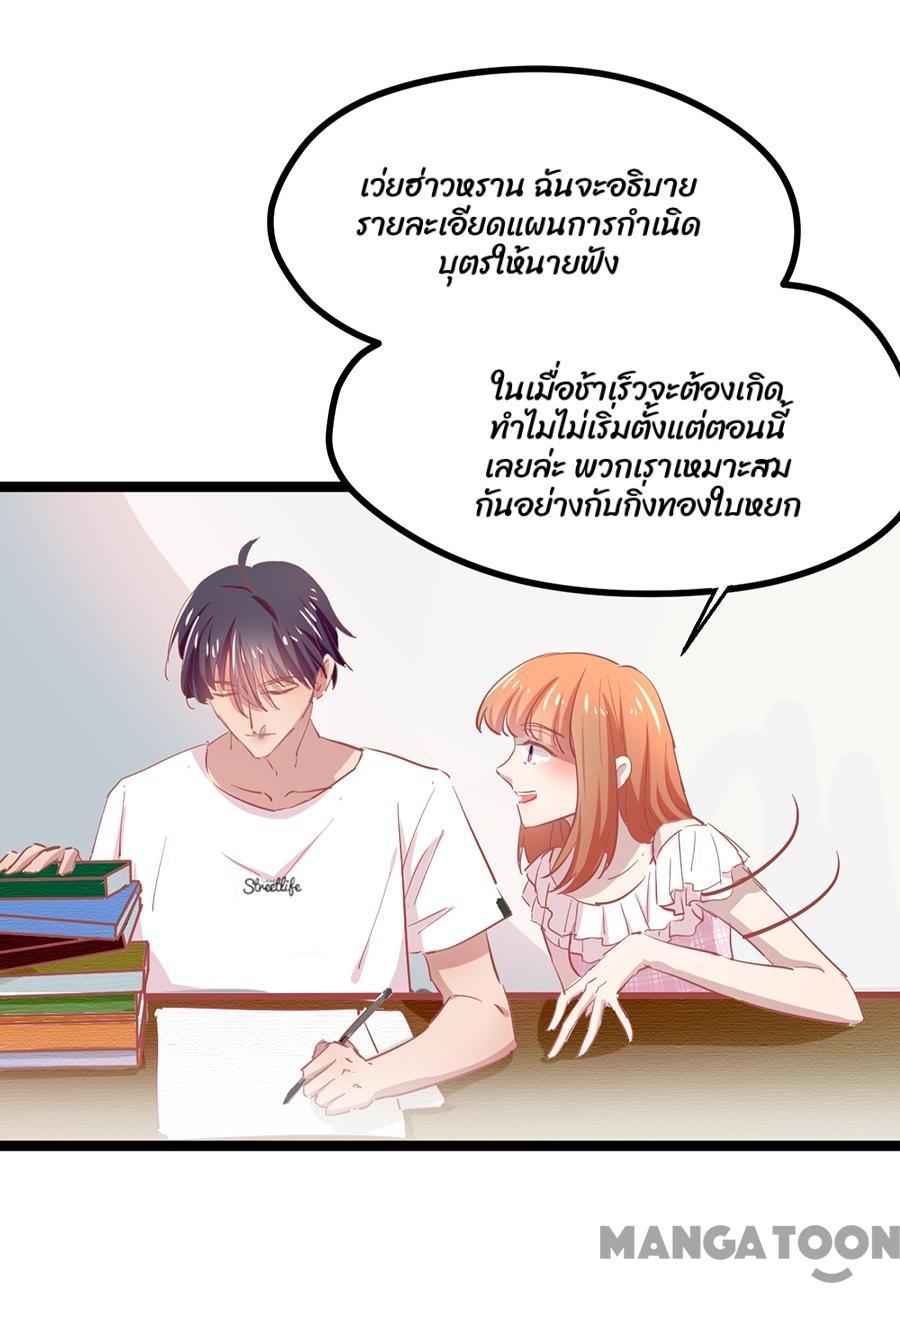 เว่ยฮ่าวหราน ฉันจะอธิบาย
รายละเอียดแผนการกำเนิด
บุตรให้นายฟัง
ในเมื่อช้าเร็วจะต้องเกิด
ทำไมไม่เริ่มตั้งแต่ตอนนี้
เลยล่ะ พวกเราเหมาะสม
กันอย่างกับกิ่งทองใบหยก
Streetlife
MANGATOON